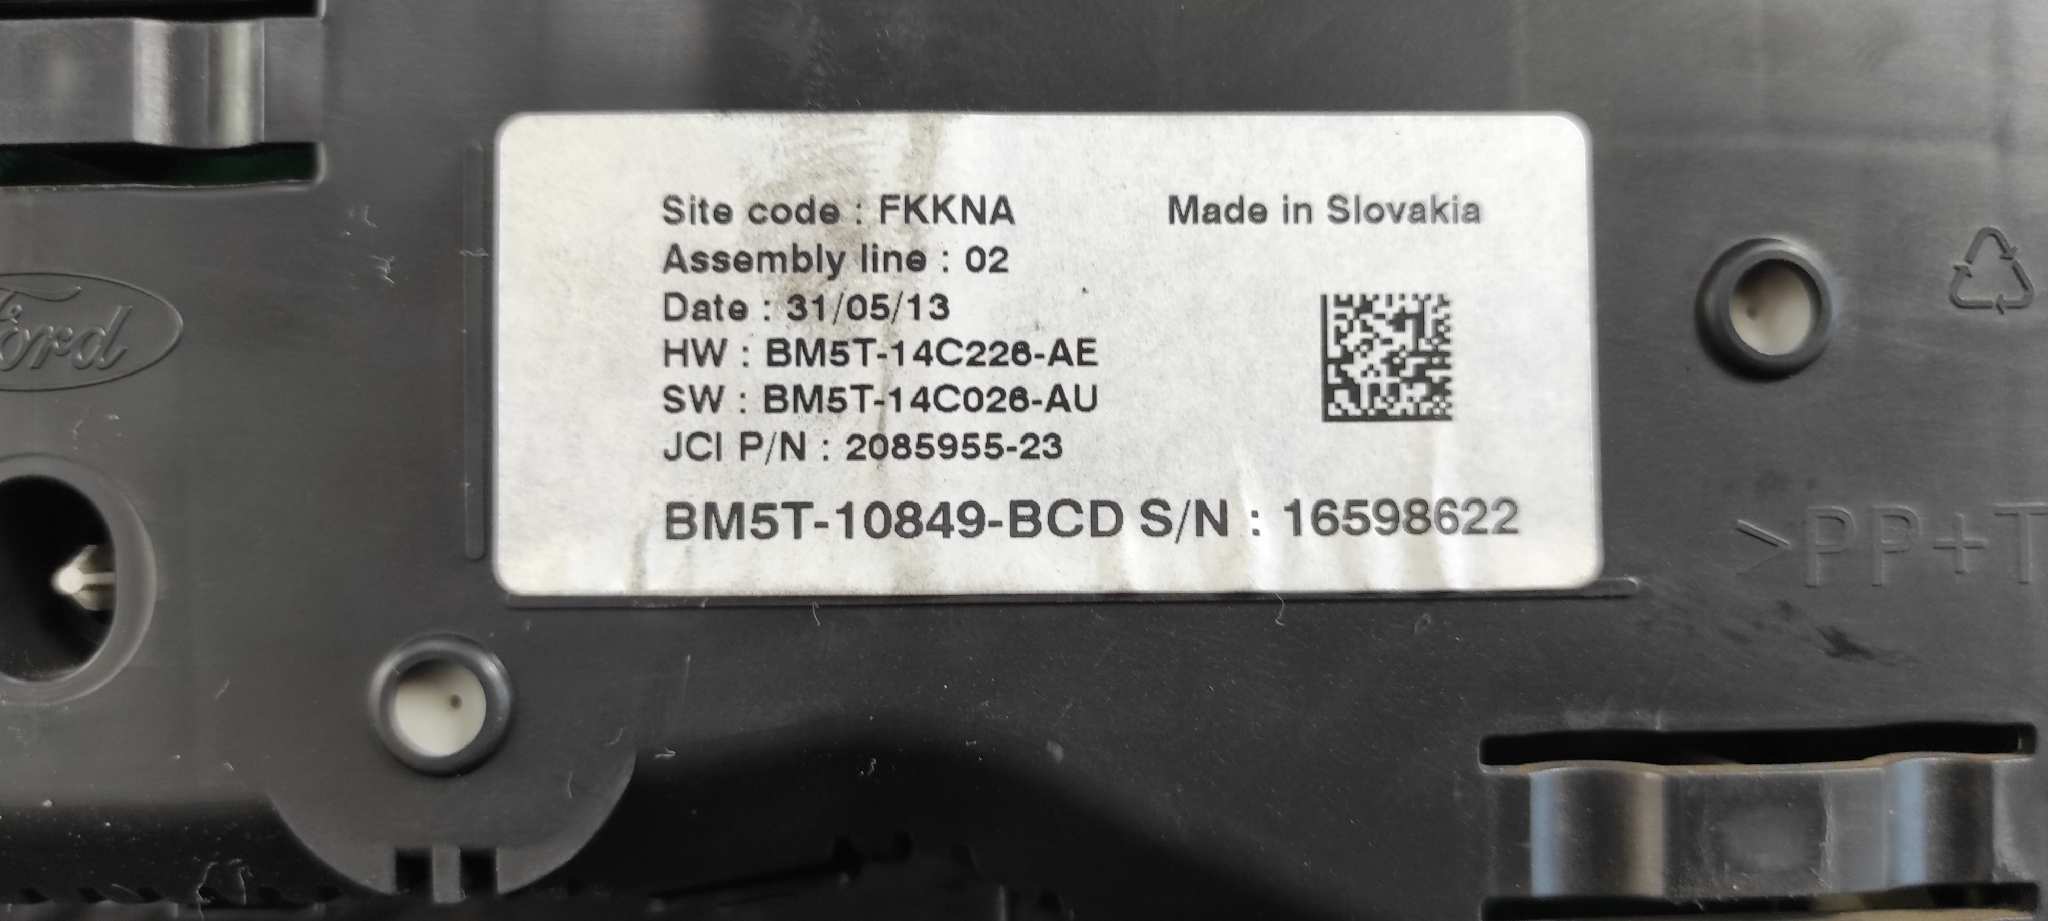 Site code : FKKNA Made in Slovakia
Assembly line : 02
Date : 31/05/13
HW : BM5T-14C226-AE
SW : BM5T-14C026-AU
JCI P/N : 2085955-23
BM5T-10849-BCD S/N : 16598622
Ford
>PP+T